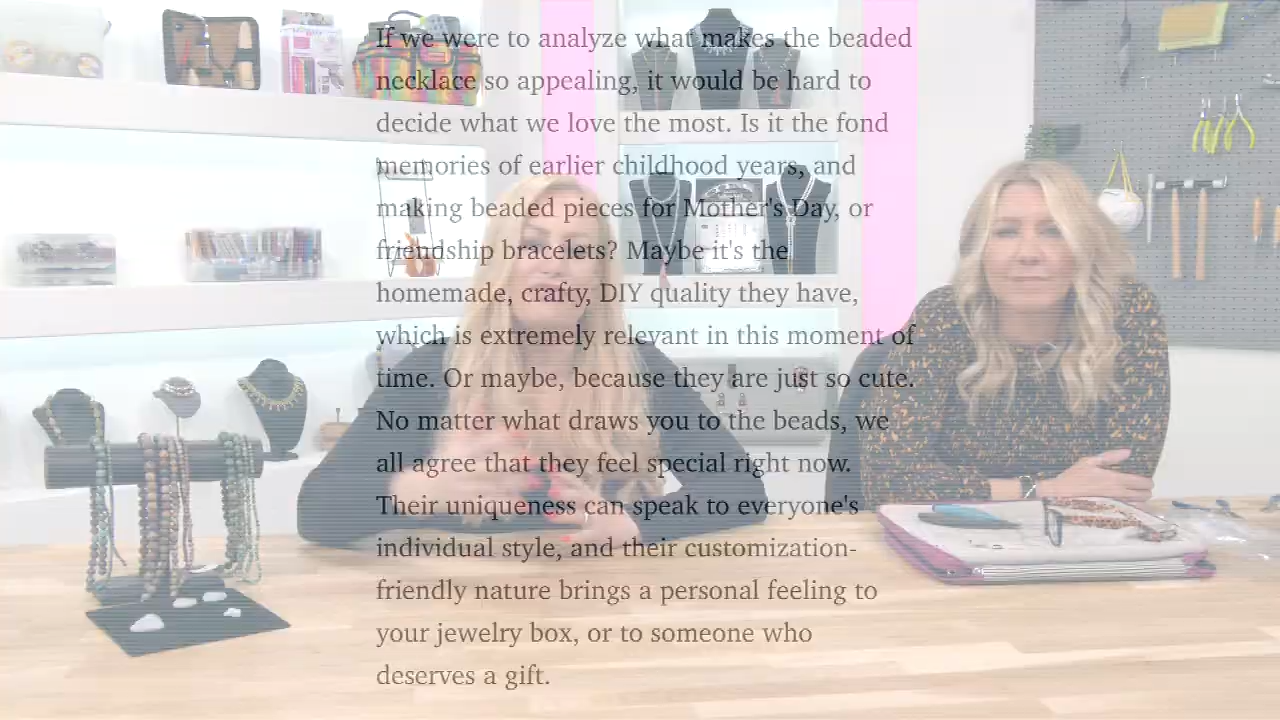 If we were to analyze what makes the beaded
necklace so appealing, it would be hard to
decide what we love the most. Is it the fond
memories of earlier childhood years, and
making beaded pieces for Mother's Day, or
friendship bracelets? Maybe it's the
homemade, crafty, DIY quality they have,
which is extremely relevant in this moment of
time. Or maybe, because they are just so cute.
No matter what draws you to the beads, we
all agree that they feel special right now.
Their uniqueness can speak to everyone's
individual style, and their customization-
friendly nature brings a personal feeling to
your jewelry box, or to someone who
deserves a gift.